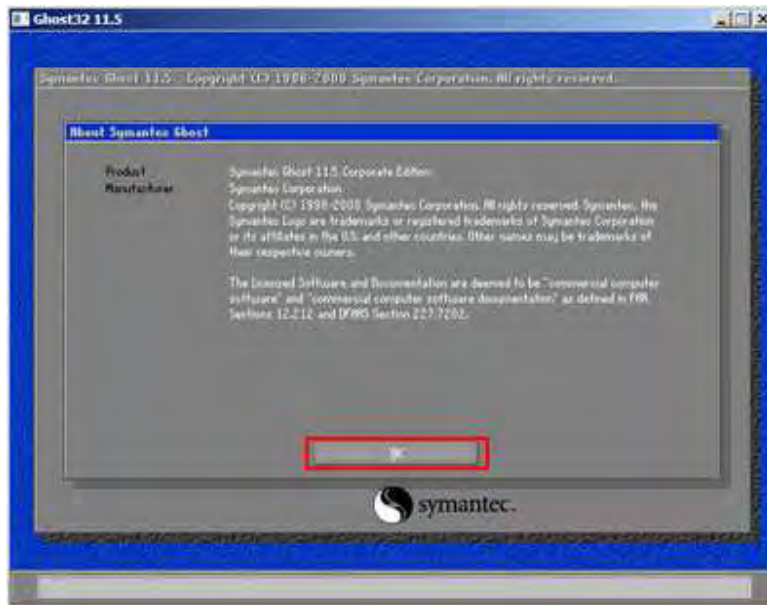 Ghost32 11.5
Symantec Ghost 11.5 Copyright (C) 1998-2008 Symantec Corporation. All rights reserved.
About Symantec Ghost
Product Symantec Ghost 11.5 Corporate Edition
Manufacturer Symantec Corporation
Copyright (C) 1998-2008 Symantec Corporation. All rights reserved. Symantec, the
Symantec Logo are trademarks or registered trademarks of Symantec Corporation
or its affiliates in the U.S. and other countries. Other names may be trademarks of
their respective owners.
The Licensed Software and Documentation are deemed to be "commercial computer
software" and "commercial computer software documentation" as defined in FAR
Sections 12.212 and DFARS Section 227.7202.
symantec.